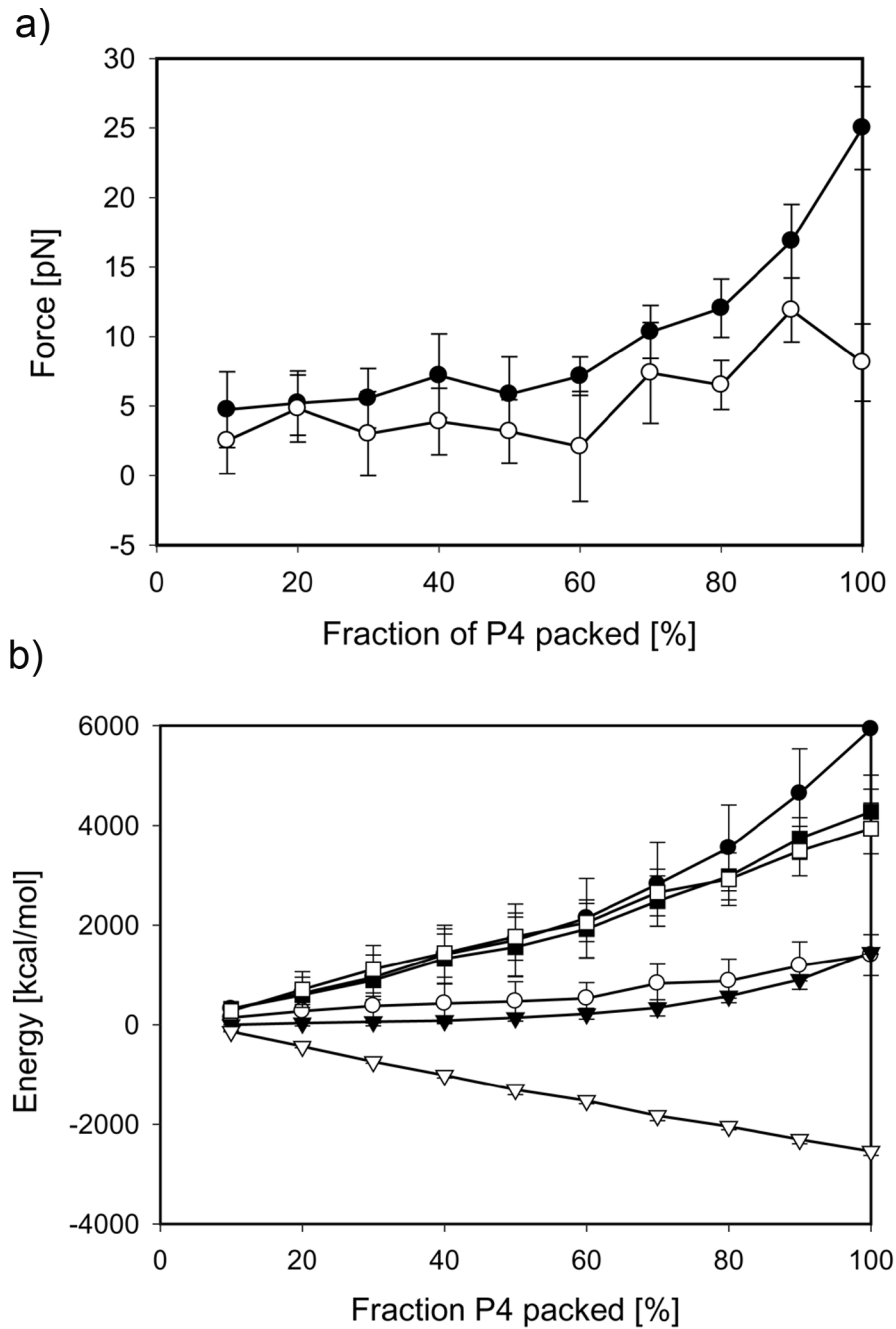 a)
30
25
20
15
10
5
0
-5
Force [pN]
0 20 40 60 80 100
Fraction of P4 packed [%]
b)
6000
4000
2000
0
-2000
-4000
Energy [kcal/mol]
0 20 40 60 80 100
Fraction P4 packed [%]